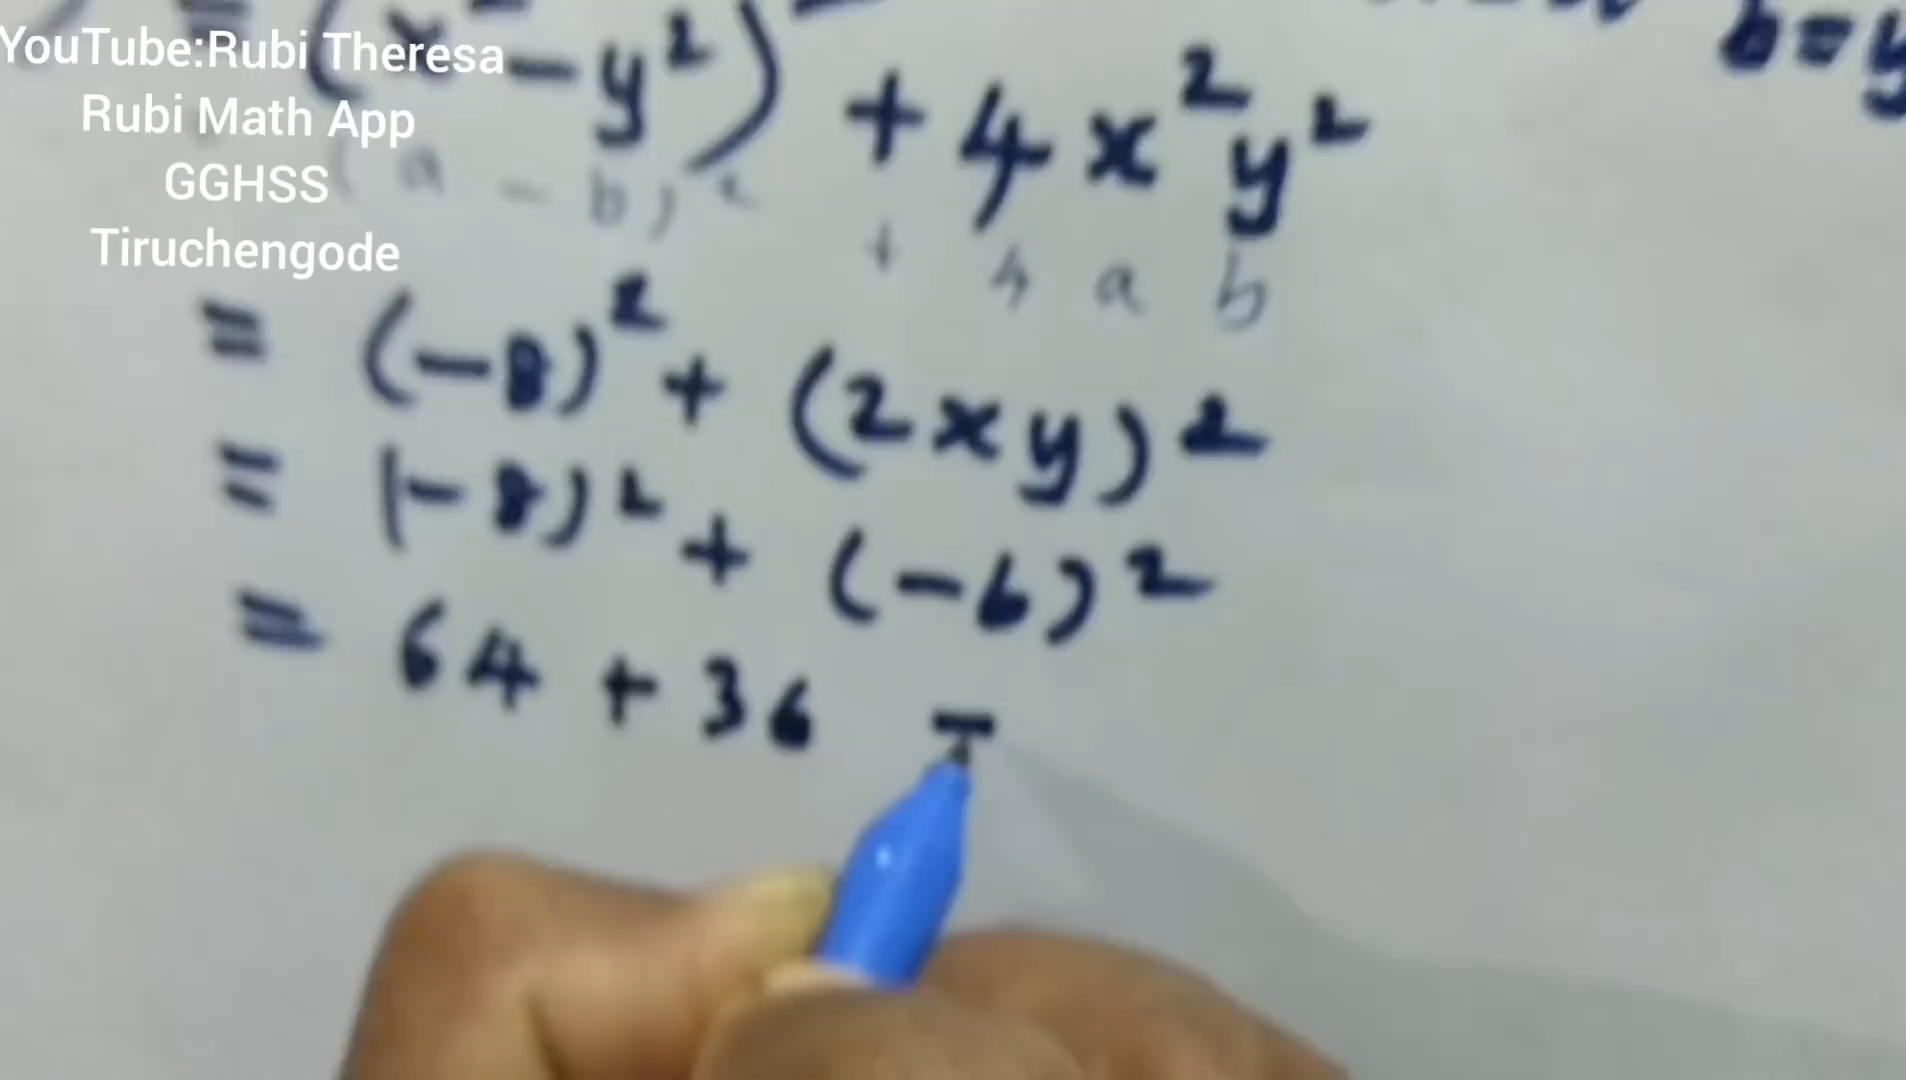 YouTube:Rubi Theresa
Rubi Math App
GGHSS
Tiruchengode
b=y
= (x²-y²)² + 4x²y²
(a - b)² + 4 a b
= (-8)² + (2xy)²
= (-8)² + (-6)²
= 64 + 36 =